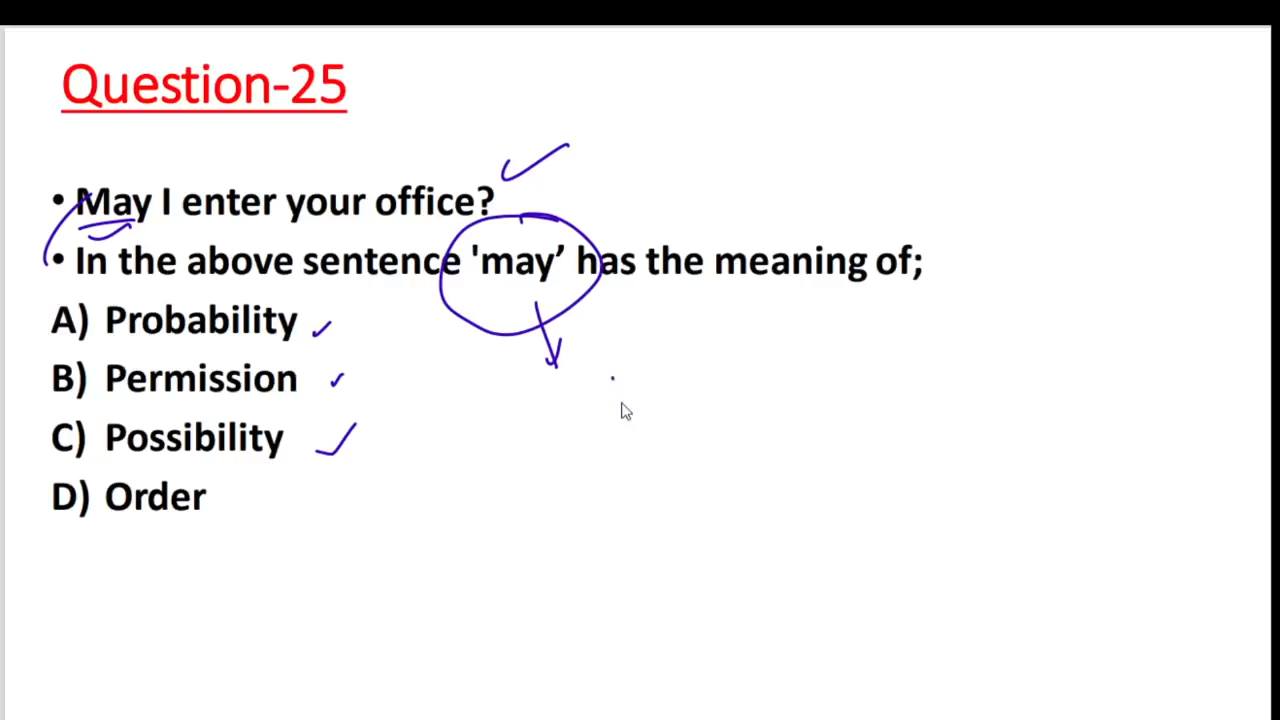 Question-25
• May I enter your office?
• In the above sentence 'may’ has the meaning of;
A) Probability
B) Permission
C) Possibility
D) Order